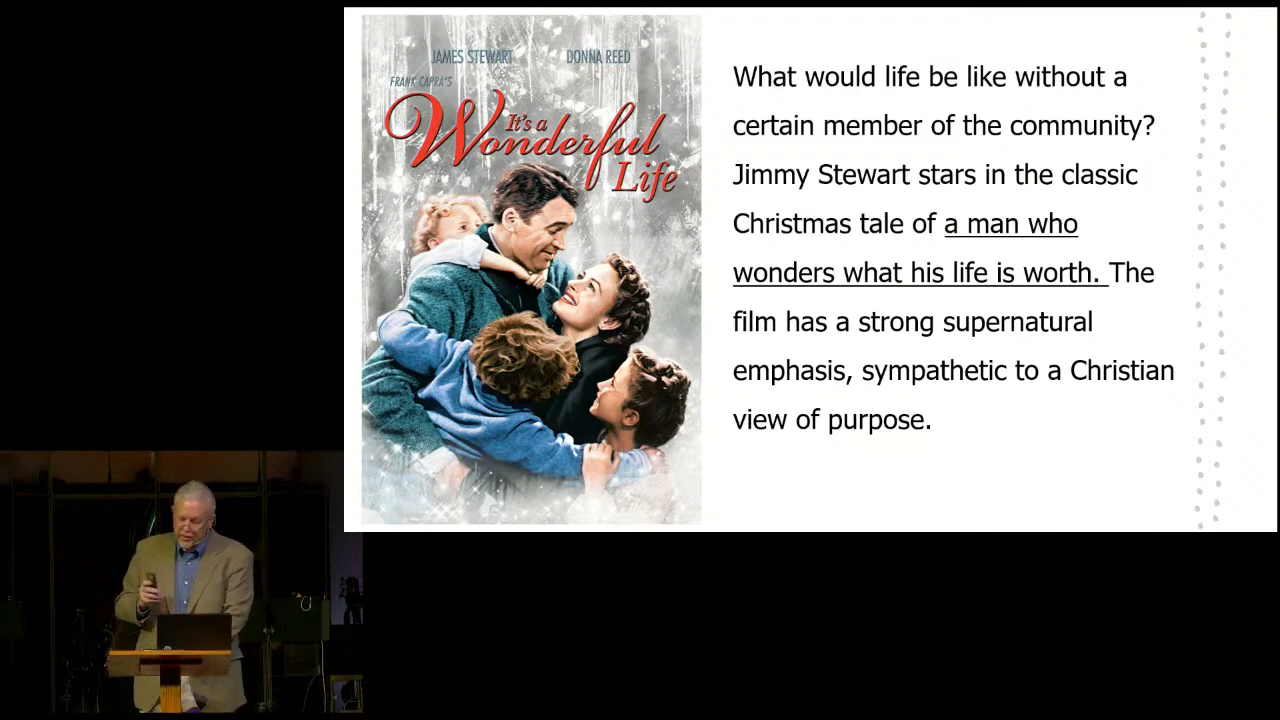 JAMES STEWART DONNA REED
FRANK CAPRA'S
It's a
Wonderful
Life
What would life be like without a
certain member of the community?
Jimmy Stewart stars in the classic
Christmas tale of a man who
wonders what his life is worth. The
film has a strong supernatural
emphasis, sympathetic to a Christian
view of purpose.